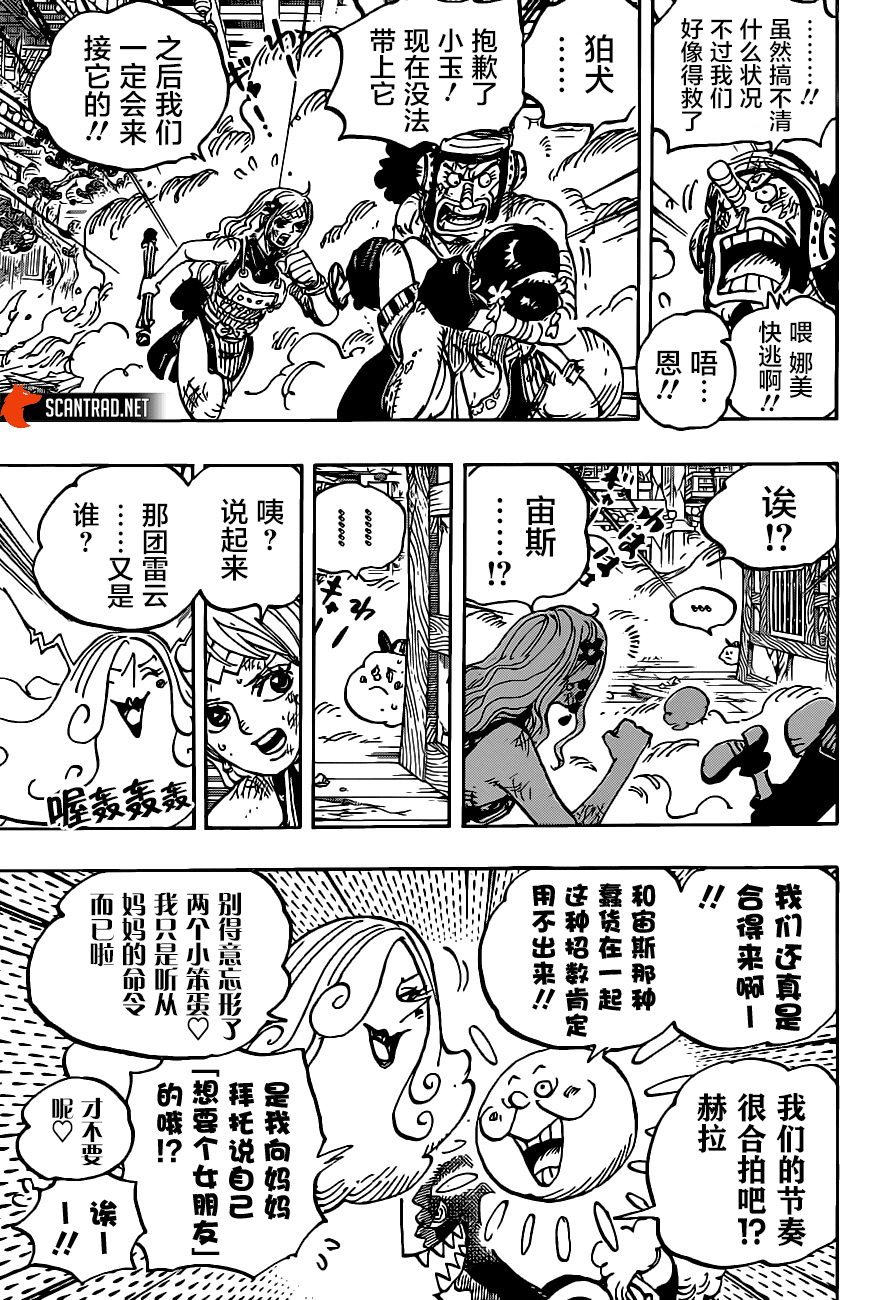 ………!!
虽然搞不清
什么状况
不过我们
好像得救了
喂 娜美
快逃啊!!
唔…
恩!!
狛犬
……
抱歉了
小玉!
现在没法
带上它
之后我们
一定会来
接它的!!
SCANTRAD.NET
诶!?
…
宙斯
……!?
……
……
咦?
说起来
那团雷云
……又是
谁?
喔轰轰轰
我们还真是
合得来啊ー
!!
和宙斯那种
蠢货在一起
这种招数肯定
用不出来!!
我们的节奏
很合拍吧!?
赫拉
别得意忘形了
两个小笨蛋♡
我只是听从
妈妈的命令
而已啦
是我向妈妈
拜托说自己
「想要个女朋友」
的哦!?
才不要
呢♡
诶ー
ー!!